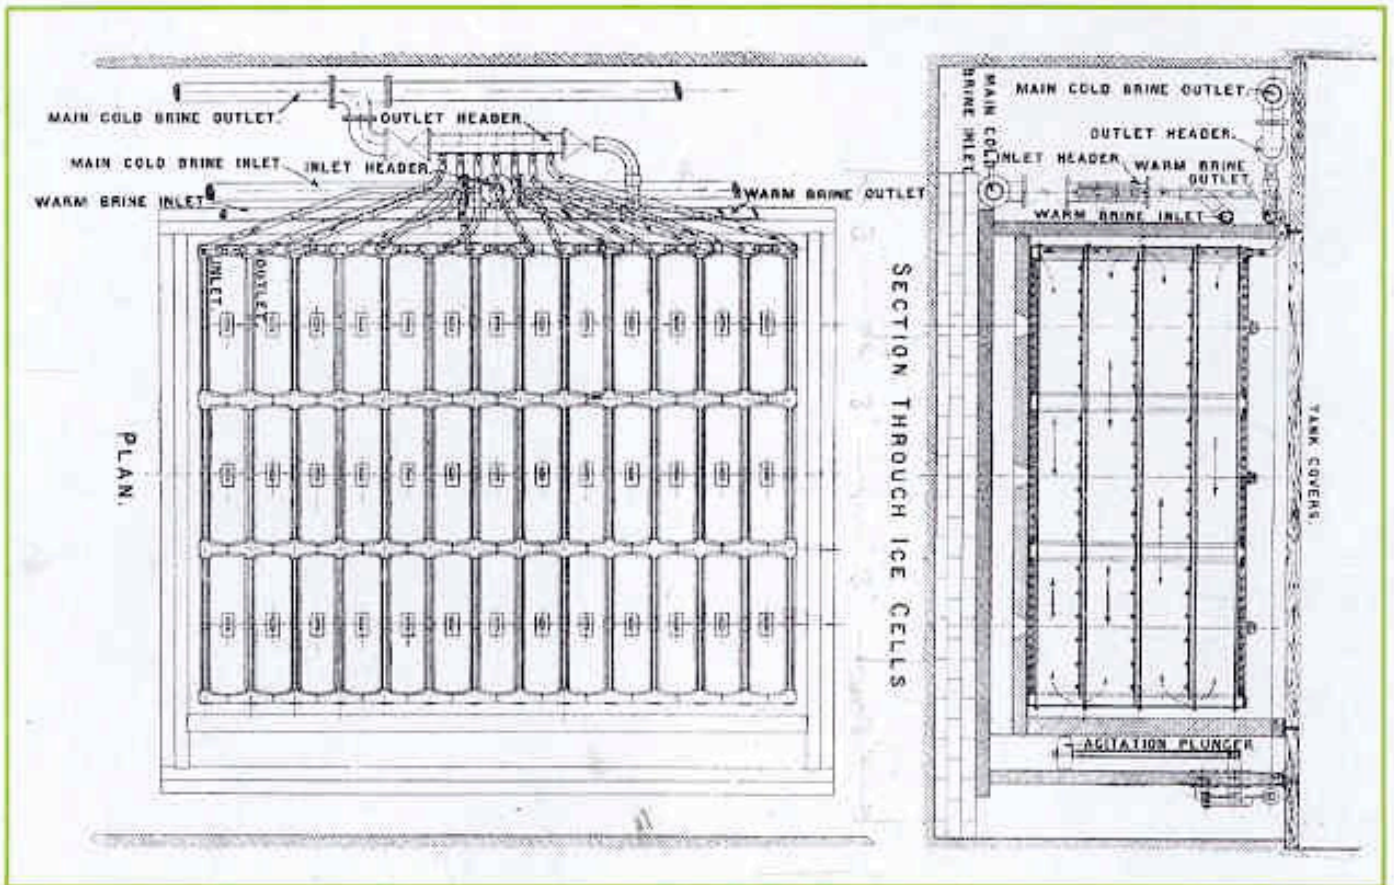 MAIN COLD BRINE OUTLET.
OUTLET HEADER.
MAIN COLD BRINE INLET.
INLET HEADER.
WARM BRINE INLET
WARM BRINE OUTLET
INLET.
OUTLET.
PLAN.
SECTION THROUGH ICE CELLS
MAIN COLD
BRINE INLET
MAIN COLD BRINE OUTLET.
OUTLET HEADER.
INLET HEADER
WARM BRINE
OUTLET
WARM BRINE INLET
TANK COVERS.
AGITATION PLUNGER